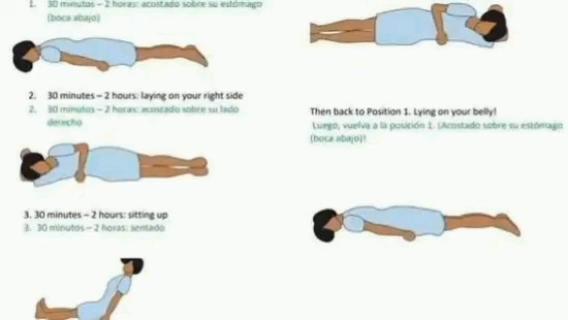 1. 30 minutos – 2 horas: acostado sobre su estómago
(boca abajo)
2. 30 minutes – 2 hours: laying on your right side
2. 30 minutos – 2 horas: acostado sobre su lado
derecho
3. 30 minutes – 2 hours: sitting up
3. 30 minutos – 2 horas: sentado
Then back to Position 1. Lying on your belly!
Luego, vuelva a la posición 1. (Acostado sobre su estómago
(boca abajo)!